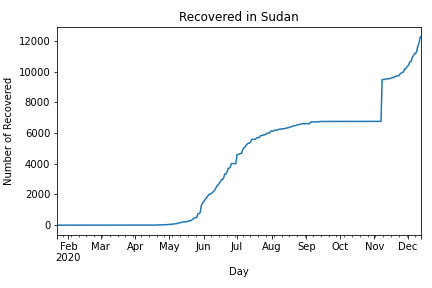 Recovered in Sudan
Number of Recovered
12000
10000
8000
6000
4000
2000
0
Feb Mar Apr May Jun Jul Aug Sep Oct Nov Dec
2020
Day